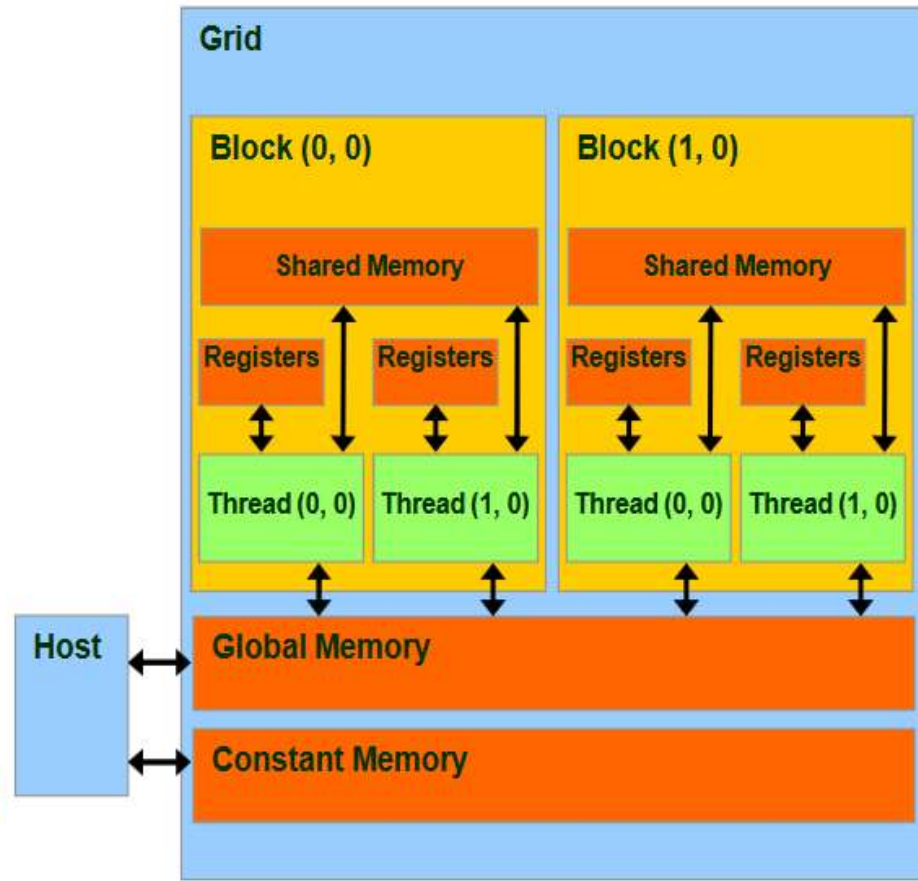 Grid
Block (0, 0)
Block (1, 0)
Shared Memory
Shared Memory
Registers
Registers
Registers
Registers
Thread (0, 0)
Thread (1, 0)
Thread (0, 0)
Thread (1, 0)
Host
Global Memory
Constant Memory